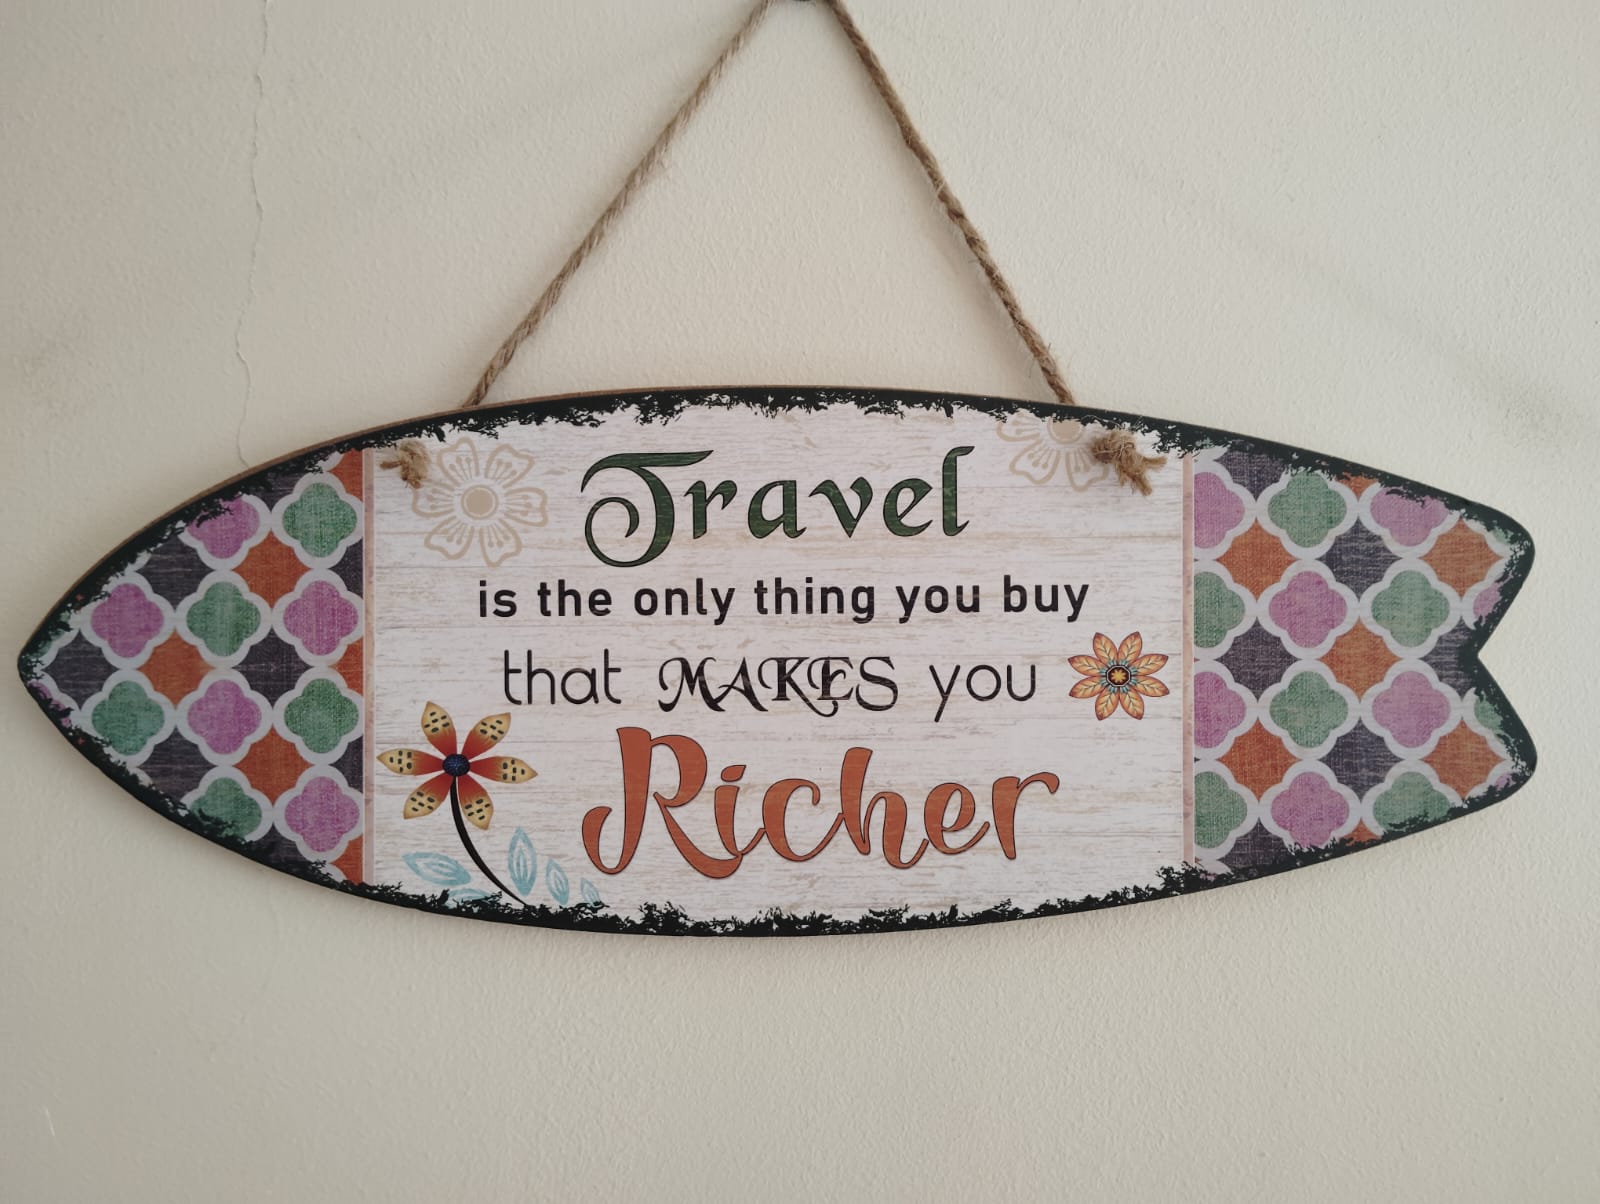 Travel
is the only thing you buy
that MAKES you
Richer